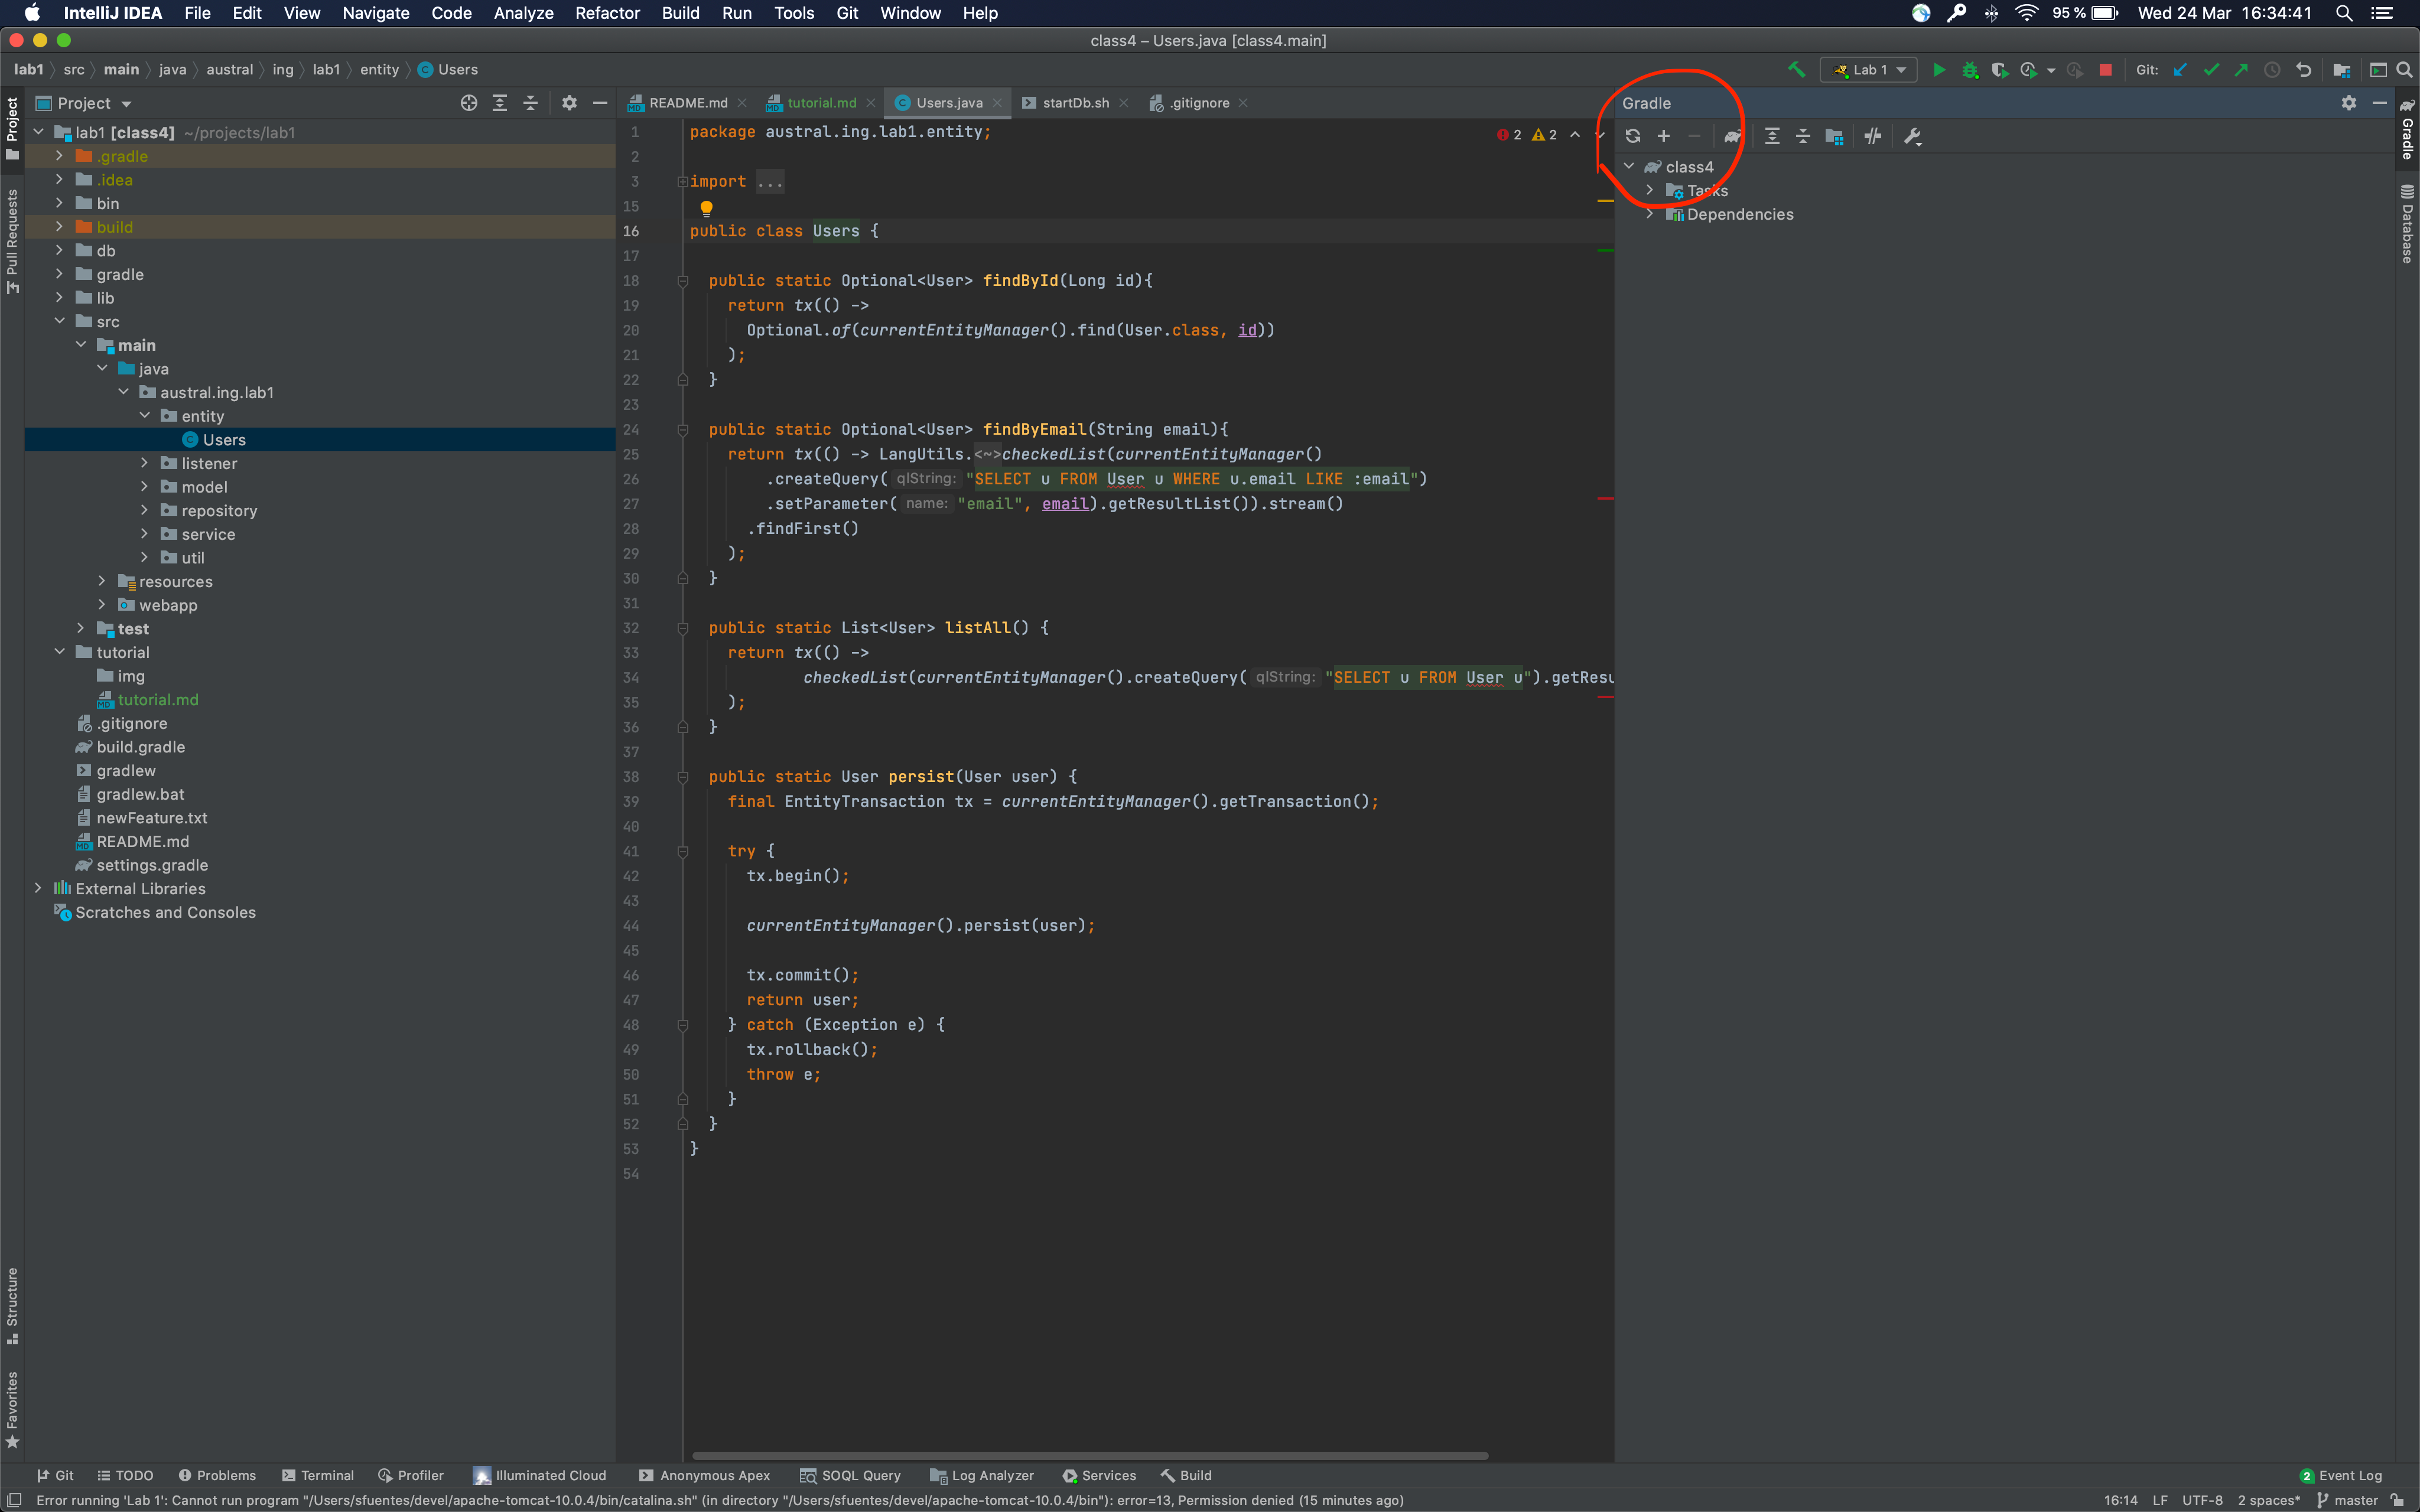 IntelliJ IDEA File Edit View Navigate Code Analyze Refactor Build Run Tools Git Window Help 95 % Wed 24 Mar 16:34:41
class4 – Users.java [class4.main]
lab1 src main java austral ing lab1 entity Users Lab 1 Git:
Project
Project
Pull Requests
Structure
Favorites
lab1 [class4] ~/projects/lab1
.gradle
.idea
bin
build
db
gradle
lib
src
main
java
austral.ing.lab1
entity
Users
listener
model
repository
service
util
resources
webapp
test
tutorial
img
tutorial.md
.gitignore
build.gradle
gradlew
gradlew.bat
newFeature.txt
README.md
settings.gradle
External Libraries
Scratches and Consoles
README.md tutorial.md Users.java startDb.sh .gitignore
2 2
1 package austral.ing.lab1.entity;
2
3 import ...
15
16 public class Users {
17
18 public static Optional<User> findById(Long id){
19 return tx(() ->
20 Optional.of(currentEntityManager().find(User.class, id))
21 );
22 }
23
24 public static Optional<User> findByEmail(String email){
25 return tx(() -> LangUtils.<~>checkedList(currentEntityManager()
26 .createQuery( qlString: "SELECT u FROM User u WHERE u.email LIKE :email")
27 .setParameter( name: "email", email).getResultList()).stream()
28 .findFirst()
29 );
30 }
31
32 public static List<User> listAll() {
33 return tx(() ->
34 checkedList(currentEntityManager().createQuery( qlString: "SELECT u FROM User u").getResu
35 );
36 }
37
38 public static User persist(User user) {
39 final EntityTransaction tx = currentEntityManager().getTransaction();
40
41 try {
42 tx.begin();
43
44 currentEntityManager().persist(user);
45
46 tx.commit();
47 return user;
48 } catch (Exception e) {
49 tx.rollback();
50 throw e;
51 }
52 }
53 }
54
Gradle
class4
Tasks
Dependencies
Gradle
Database
Git TODO Problems Terminal Profiler Illuminated Cloud Anonymous Apex SOQL Query Log Analyzer Services Build 2 Event Log
Error running 'Lab 1': Cannot run program "/Users/sfuentes/devel/apache-tomcat-10.0.4/bin/catalina.sh" (in directory "/Users/sfuentes/devel/apache-tomcat-10.0.4/bin"): error=13, Permission denied (15 minutes ago) 16:14 LF UTF-8 2 spaces* master